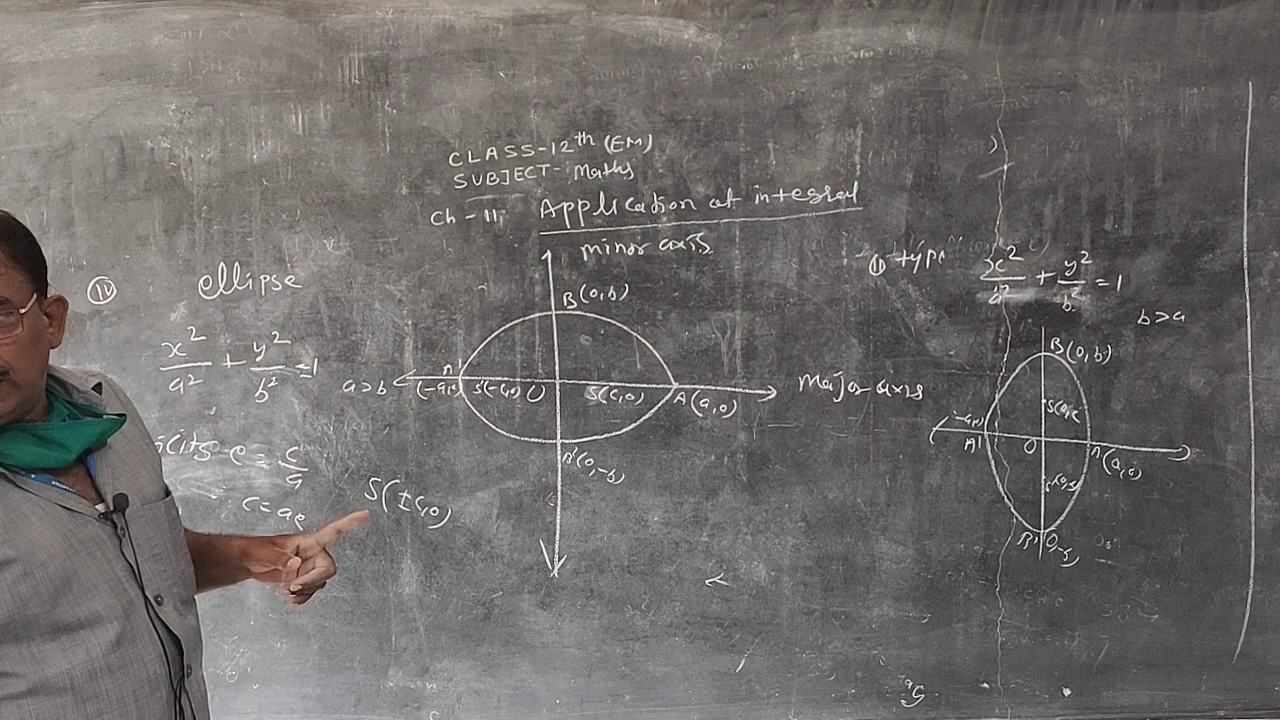 CLASS-12th (EM)
SUBJECT- Maths
Ch - 11, Application of integral
iv ellipse
x²/a² + y²/b² = 1
e = c/a
c = ae
S(±c,0)
minor axis
B(0,b)
a>b
A'
(-a,0)
S'(-c,0)
O
S(c,0)
A(a,0)
Major axis
B'(0,-b)
type
x²/a² + y²/b² = 1
b>a
B(0,b)
S(0,c
(-a,0)
A'
O
A(a,0)
B'(0,-b)